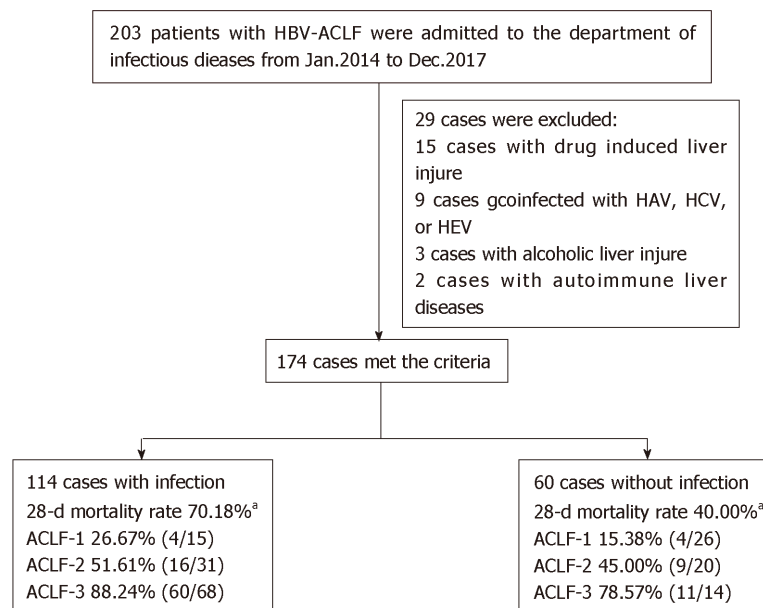 203 patients with HBV-ACLF were admitted to the department of
infectious dieases from Jan.2014 to Dec.2017
29 cases were excluded:
15 cases with drug induced liver
injure
9 cases gcoinfected with HAV, HCV,
or HEV
3 cases with alcoholic liver injure
2 cases with autoimmune liver
diseases
174 cases met the criteria
114 cases with infection
28-d mortality rate 70.18%ᵃ
ACLF-1 26.67% (4/15)
ACLF-2 51.61% (16/31)
ACLF-3 88.24% (60/68)
60 cases without infection
28-d mortality rate 40.00%ᵃ
ACLF-1 15.38% (4/26)
ACLF-2 45.00% (9/20)
ACLF-3 78.57% (11/14)